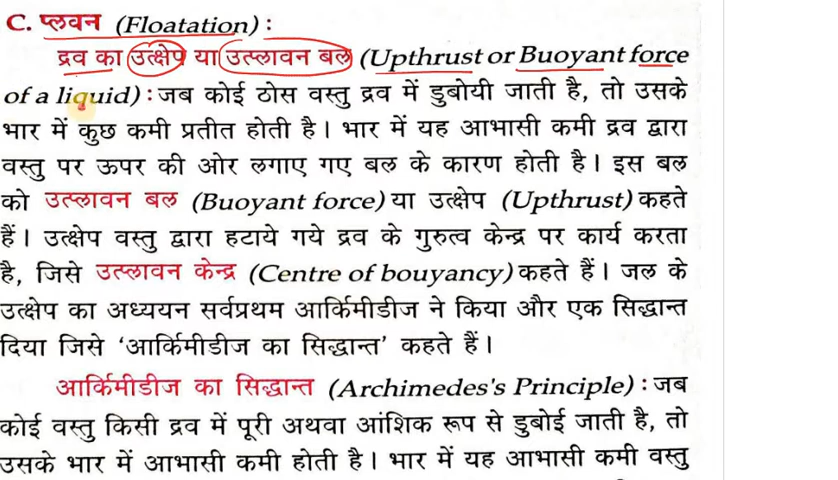 C. प्लवन (Floatation) :
द्रव का उत्क्षेप या उत्प्लावन बल (Upthrust or Buoyant force
of a liquid) : जब कोई ठोस वस्तु द्रव में डुबोयी जाती है, तो उसके
भार में कुछ कमी प्रतीत होती है। भार में यह आभासी कमी द्रव द्वारा
वस्तु पर ऊपर की ओर लगाए गए बल के कारण होती है। इस बल
को उत्प्लावन बल (Buoyant force) या उत्क्षेप (Upthrust) कहते
हैं। उत्क्षेप वस्तु द्वारा हटाये गये द्रव के गुरुत्व केन्द्र पर कार्य करता
है, जिसे उत्प्लावन केन्द्र (Centre of bouyancy) कहते हैं। जल के
उत्क्षेप का अध्ययन सर्वप्रथम आर्किमीडीज ने किया और एक सिद्धान्त
दिया जिसे ‘आर्किमीडीज का सिद्धान्त’ कहते हैं।
आर्किमीडीज का सिद्धान्त (Archimedes's Principle) : जब
कोई वस्तु किसी द्रव में पूरी अथवा आंशिक रूप से डुबोई जाती है, तो
उसके भार में आभासी कमी होती है। भार में यह आभासी कमी वस्तु